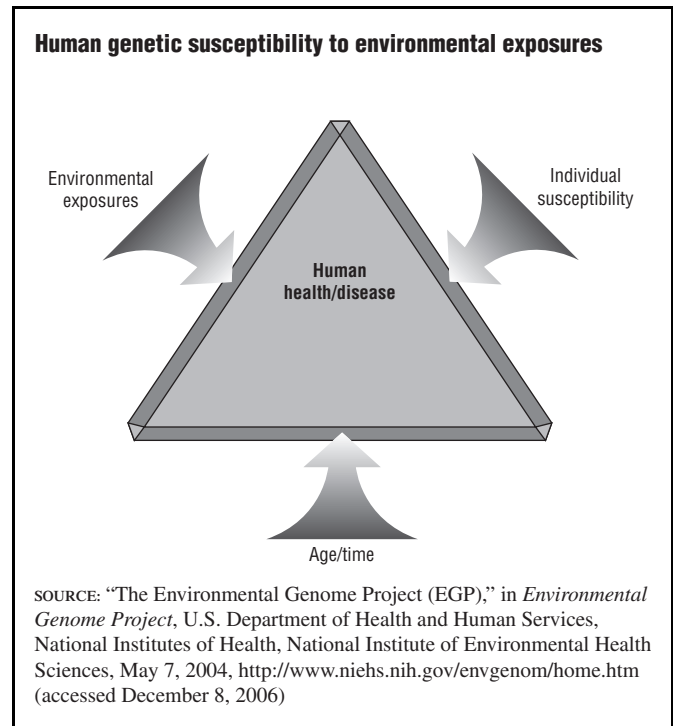 Human genetic susceptibility to environmental exposures
Environmental
exposures
Individual
susceptibility
Human
health/disease
Age/time
SOURCE: “The Environmental Genome Project (EGP),” in Environmental
Genome Project, U.S. Department of Health and Human Services,
National Institutes of Health, National Institute of Environmental Health
Sciences, May 7, 2004, http://www.niehs.nih.gov/envgenom/home.htm
(accessed December 8, 2006)